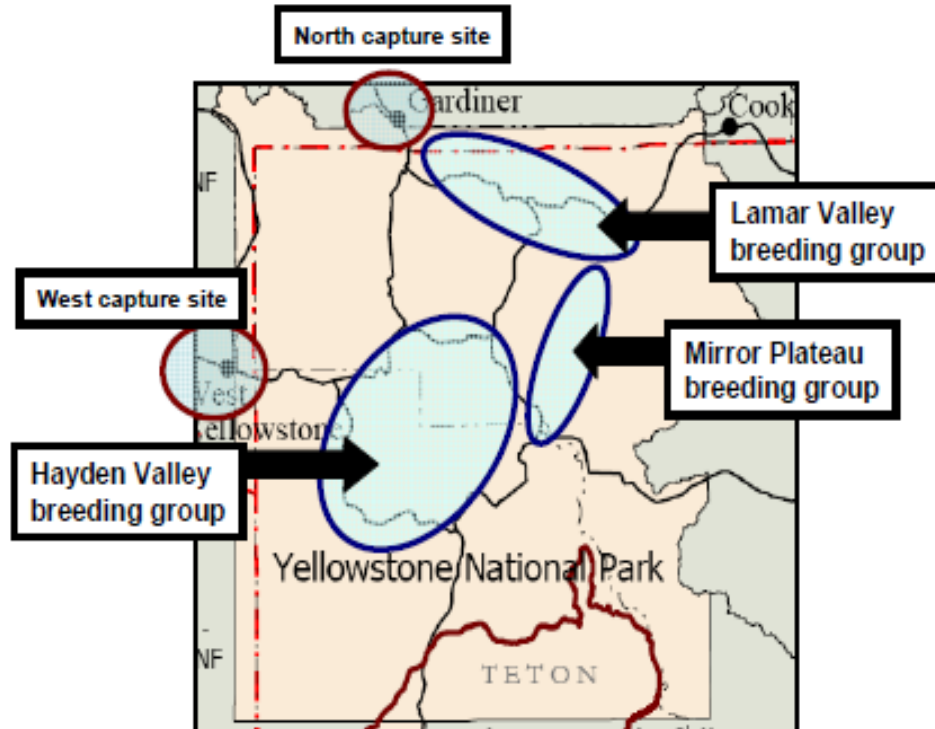 North capture site
Gardiner
Cook
NF
Lamar Valley
breeding group
West capture site
Mirror Plateau
breeding group
West
Yellowstone
Hayden Valley
breeding group
Yellowstone National Park
NF
TETON